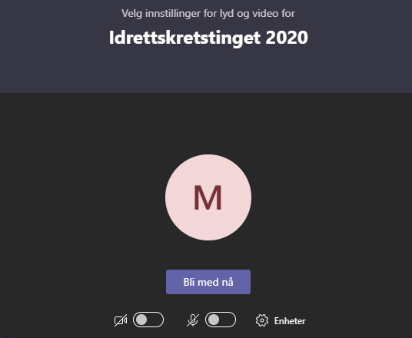 Velg innstillinger for lyd og video for
Idrettskretstinget 2020
M
Bli med nå
Enheter